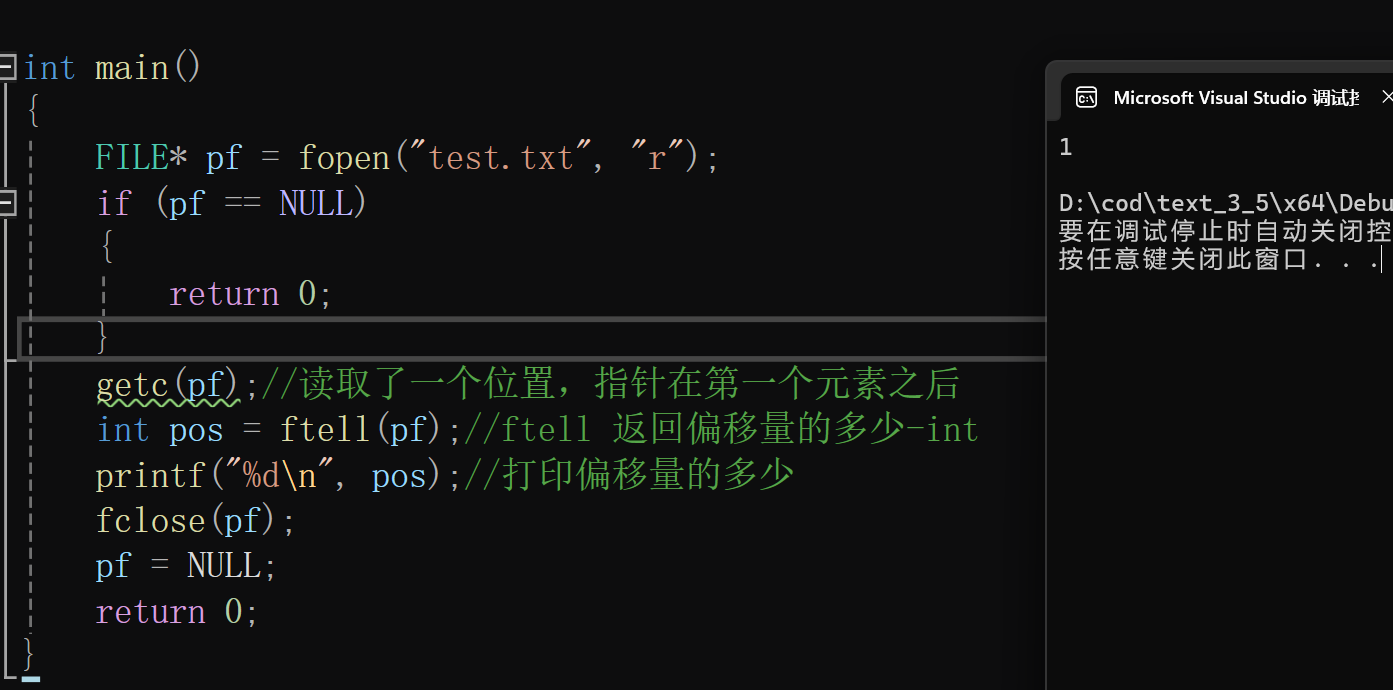 int main()
{
FILE* pf = fopen("test.txt", "r");
if (pf == NULL)
{
return 0;
}
getc(pf);//读取了一个位置，指针在第一个元素之后
int pos = ftell(pf);//ftell 返回偏移量的多少-int
printf("%d\n", pos);//打印偏移量的多少
fclose(pf);
pf = NULL;
return 0;
}
Microsoft Visual Studio 调试
1
D:\cod\text_3_5\x64\Debu
要在调试停止时自动关闭控
按任意键关闭此窗口. . .